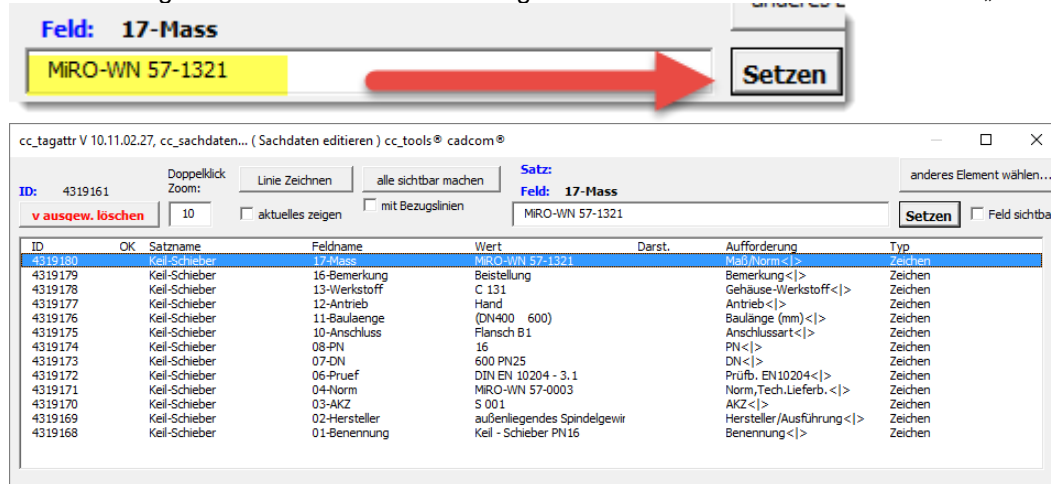 Feld: 17-Mass
MiRO-WN 57-1321 Setzen
cc_tagattr V 10.11.02.27, cc_sachdaten... ( Sachdaten editieren ) cc_tools® cadcom®
ID: 4319161 Doppelklick Zoom: Linie Zeichnen alle sichtbar machen Satz: anderes Element wählen...
Feld: 17-Mass
v ausgew. löschen 10 aktuelles zeigen mit Bezugslinien MiRO-WN 57-1321 Setzen Feld sichtba
ID OK Satzname Feldname Wert Darst. Aufforderung Typ
4319180 Keil-Schieber 17-Mass MiRO-WN 57-1321 Maß/Norm<|> Zeichen
4319179 Keil-Schieber 16-Bemerkung Beistellung Bemerkung<|> Zeichen
4319178 Keil-Schieber 13-Werkstoff C 131 Gehäuse-Werkstoff<|> Zeichen
4319177 Keil-Schieber 12-Antrieb Hand Antrieb<|> Zeichen
4319176 Keil-Schieber 11-Baulaenge (DN400 600) Baulänge (mm)<|> Zeichen
4319175 Keil-Schieber 10-Anschluss Flansch B1 Anschlussart<|> Zeichen
4319174 Keil-Schieber 08-PN 16 PN<|> Zeichen
4319173 Keil-Schieber 07-DN 600 PN25 DN<|> Zeichen
4319172 Keil-Schieber 06-Pruef DIN EN 10204 - 3.1 Prüfb. EN10204<|> Zeichen
4319171 Keil-Schieber 04-Norm MiRO-WN 57-0003 Norm,Tech.Lieferb.<|> Zeichen
4319170 Keil-Schieber 03-AKZ S 001 AKZ<|> Zeichen
4319169 Keil-Schieber 02-Hersteller außenliegendes Spindelgewir Hersteller/Ausführung<|> Zeichen
4319168 Keil-Schieber 01-Benennung Keil - Schieber PN16 Benennung<|> Zeichen